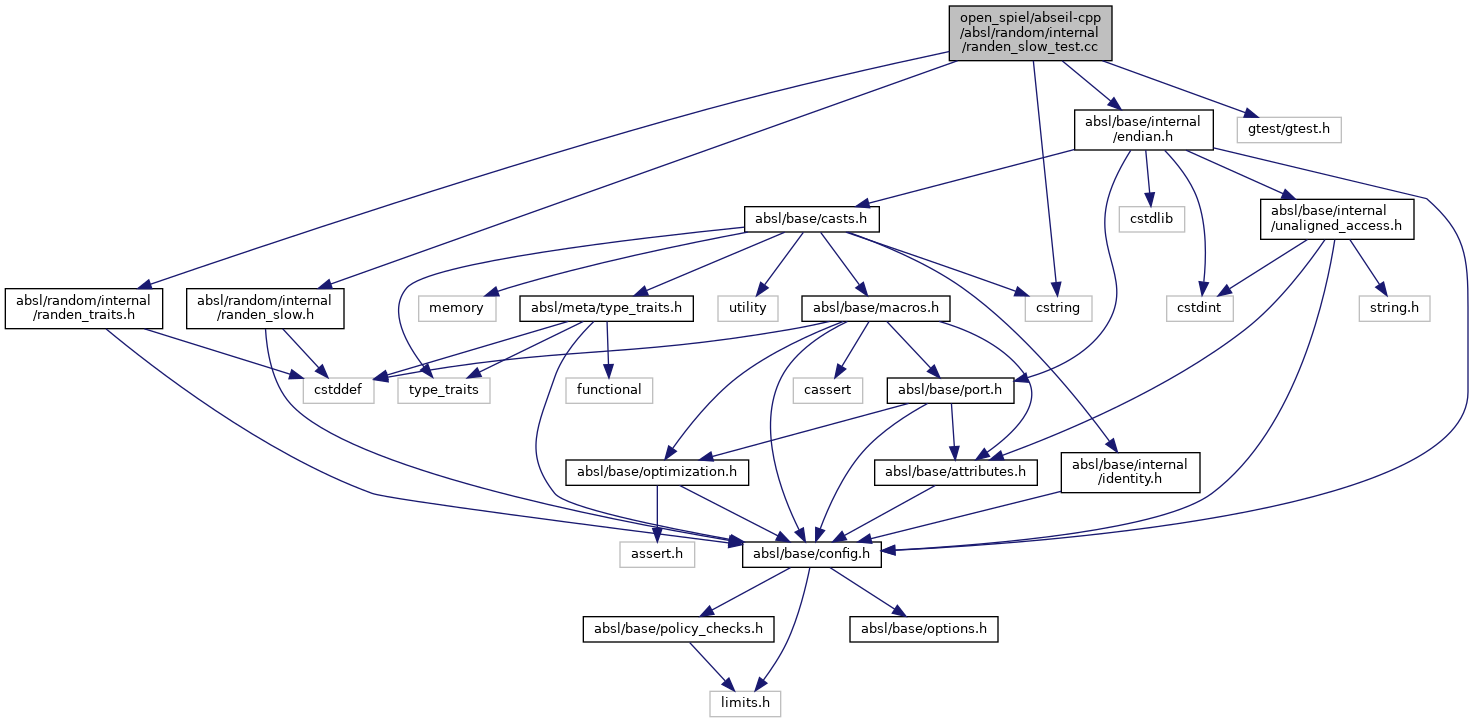 open_spiel/abseil-cpp
/absl/random/internal
/randen_slow_test.cc
absl/base/internal
/endian.h
gtest/gtest.h
absl/base/casts.h
cstdlib
absl/base/internal
/unaligned_access.h
absl/random/internal
/randen_traits.h
absl/random/internal
/randen_slow.h
memory
absl/meta/type_traits.h
utility
absl/base/macros.h
cstring
cstdint
string.h
cstddef
type_traits
functional
cassert
absl/base/port.h
absl/base/optimization.h
absl/base/attributes.h
absl/base/internal
/identity.h
assert.h
absl/base/config.h
absl/base/policy_checks.h
absl/base/options.h
limits.h